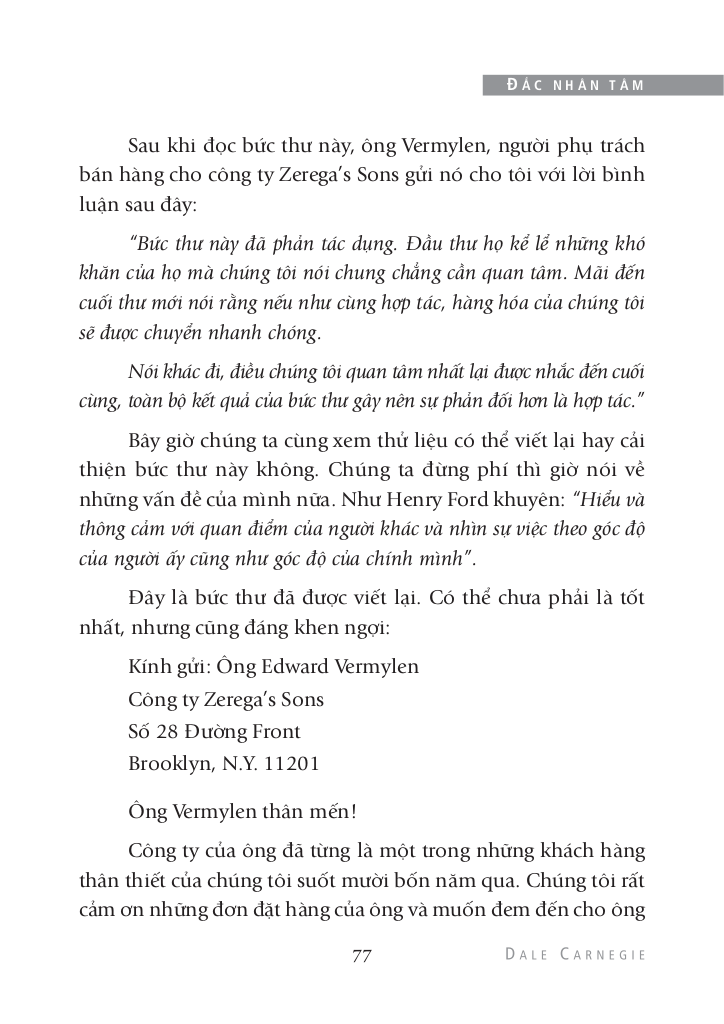 ĐẮC NHÂN TÂM
Sau khi đọc bức thư này, ông Vermylen, người phụ trách
bán hàng cho công ty Zerega’s Sons gửi nó cho tôi với lời bình
luận sau đây:
“Bức thư này đã phản tác dụng. Đầu thư họ kể lể những khó
khăn của họ mà chúng tôi nói chung chẳng cần quan tâm. Mãi đến
cuối thư mới nói rằng nếu như cùng hợp tác, hàng hóa của chúng tôi
sẽ được chuyển nhanh chóng.
Nói khác đi, điều chúng tôi quan tâm nhất lại được nhắc đến cuối
cùng, toàn bộ kết quả của bức thư gây nên sự phản đối hơn là hợp tác.”
Bây giờ chúng ta cùng xem thử liệu có thể viết lại hay cải
thiện bức thư này không. Chúng ta đừng phí thì giờ nói về
những vấn đề của mình nữa. Như Henry Ford khuyên: “Hiểu và
thông cảm với quan điểm của người khác và nhìn sự việc theo góc độ
của người ấy cũng như góc độ của chính mình”.
Đây là bức thư đã được viết lại. Có thể chưa phải là tốt
nhất, nhưng cũng đáng khen ngợi:
Kính gửi: Ông Edward Vermylen
Công ty Zerega’s Sons
Số 28 Đường Front
Brooklyn, N.Y. 11201
Ông Vermylen thân mến!
Công ty của ông đã từng là một trong những khách hàng
thân thiết của chúng tôi suốt mười bốn năm qua. Chúng tôi rất
cảm ơn những đơn đặt hàng của ông và muốn đem đến cho ông
77
DALE CARNEGIE